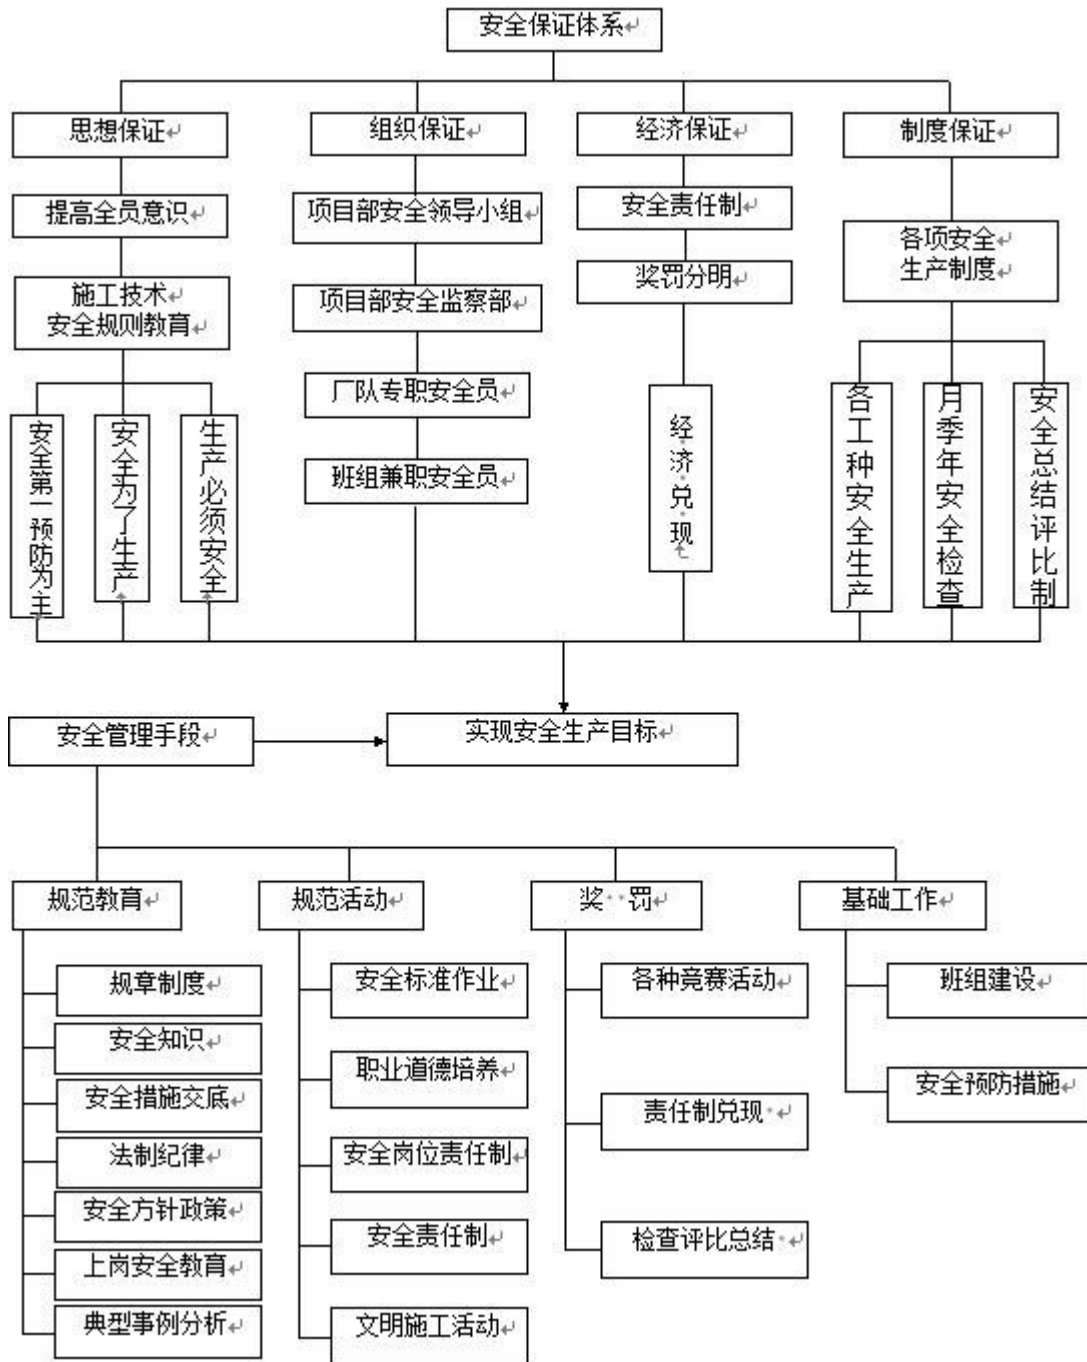 安全保证体系
思想保证
组织保证
经济保证
制度保证
提高全员意识
项目部安全领导小组
安全责任制
各项安全
生产制度
施工技术
安全规则教育
项目部安全监察部
奖罚分明
厂队专职安全员
班组兼职安全员
安全第一预防为主
安全为了生产
生产必须安全
经济兑现
各工种安全生产
月季年安全检查
安全总结评比制
安全管理手段
实现安全生产目标
规范教育
规范活动
奖 罚
基础工作
规章制度
安全知识
安全措施交底
法制纪律
安全方针政策
上岗安全教育
典型事例分析
安全标准作业
职业道德培养
安全岗位责任制
安全责任制
文明施工活动
各种竞赛活动
责任制兑现
检查评比总结
班组建设
安全预防措施